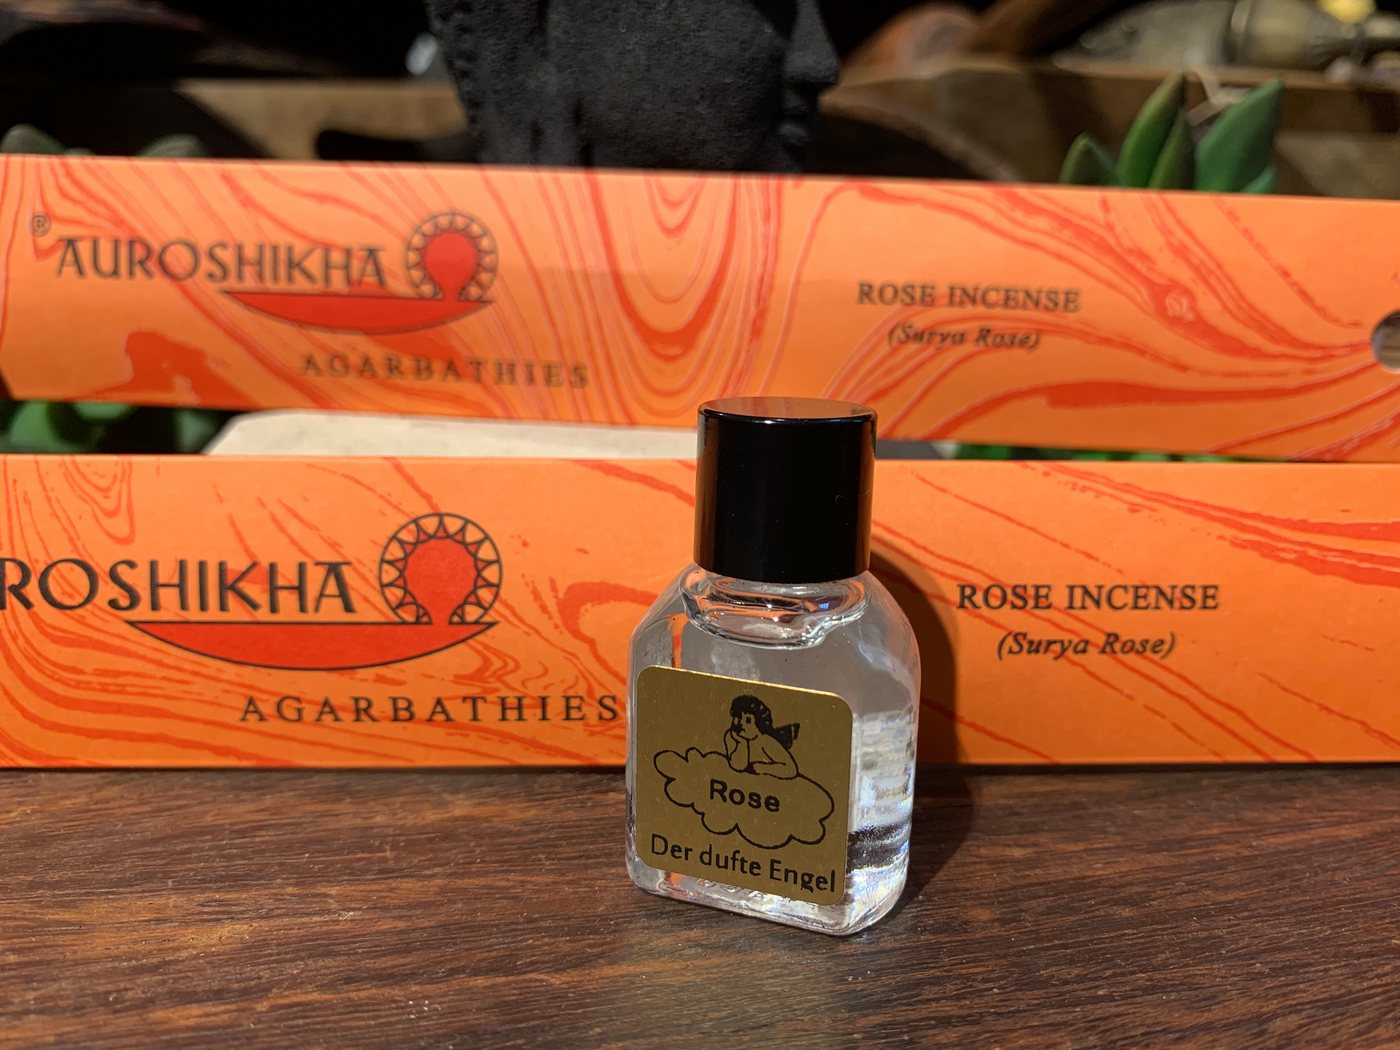 ® AUROSHIKHA
AGARBATHIES
ROSE INCENSE
(Surya Rose)
ROSHIKHA
AGARBATHIES
ROSE INCENSE
(Surya Rose)
Rose
Der dufte Engel